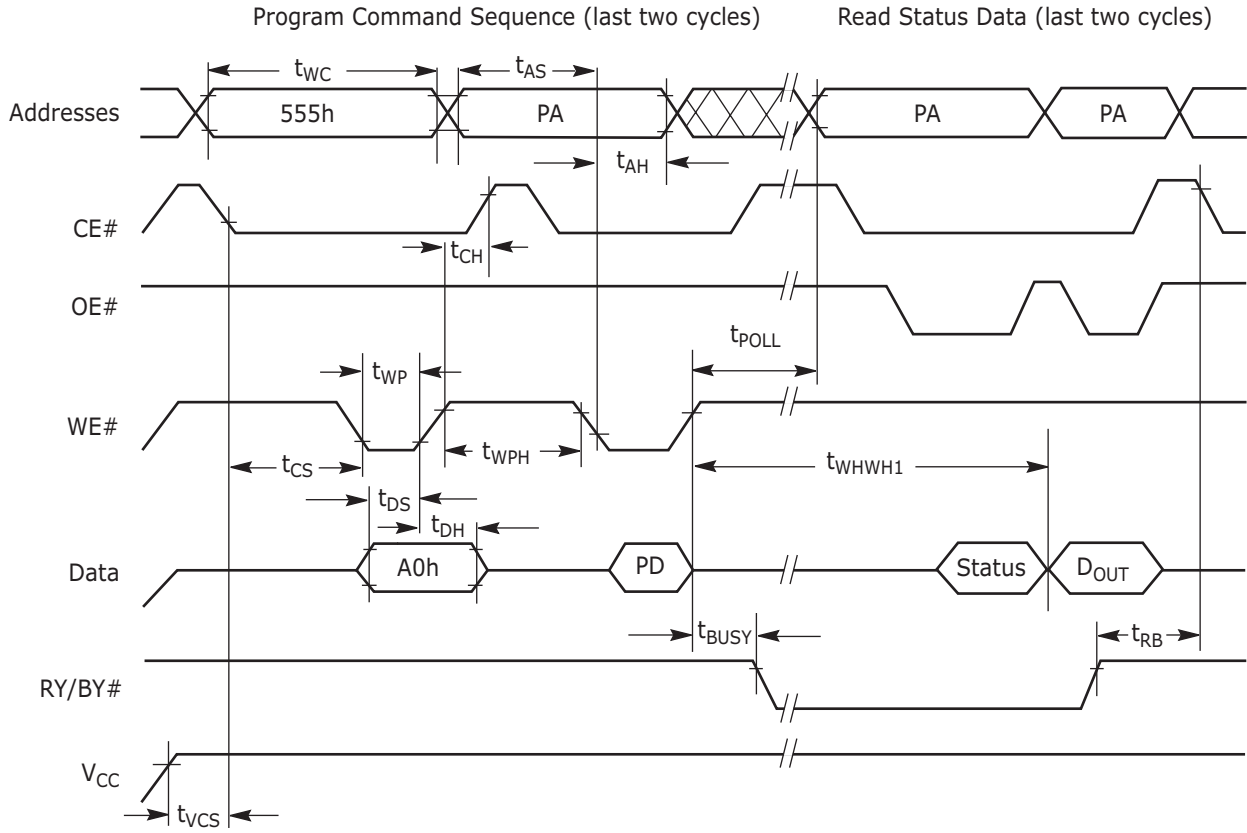 Program Command Sequence (last two cycles)
Read Status Data (last two cycles)
tWC
tAS
Addresses
555h
PA
PA
PA
tAH
CE#
tCH
OE#
tPOLL
tWP
WE#
tWPH
tCS
tWHWH1
tDS
tDH
Data
A0h
PD
Status
DOUT
tBUSY
tRB
RY/BY#
VCC
tVCS